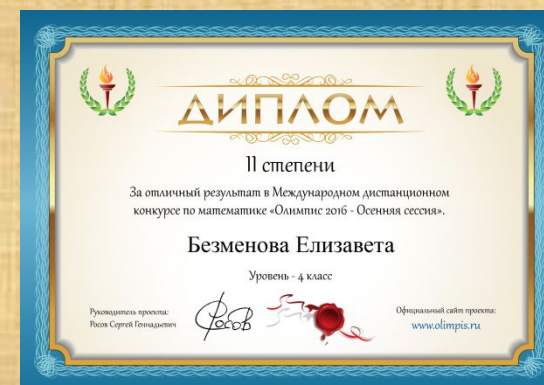 ДИПЛОМ
II степени
За отличный результат в Международном дистанционном
конкурсе по математике «Олимпис 2016 - Осенняя сессия».
Безменова Елизавета
Уровень - 4 класс
Руководитель проекта:
Росов Сергей Геннадьевич
Росов
Официальный сайт проекта:
www.olimpis.ru